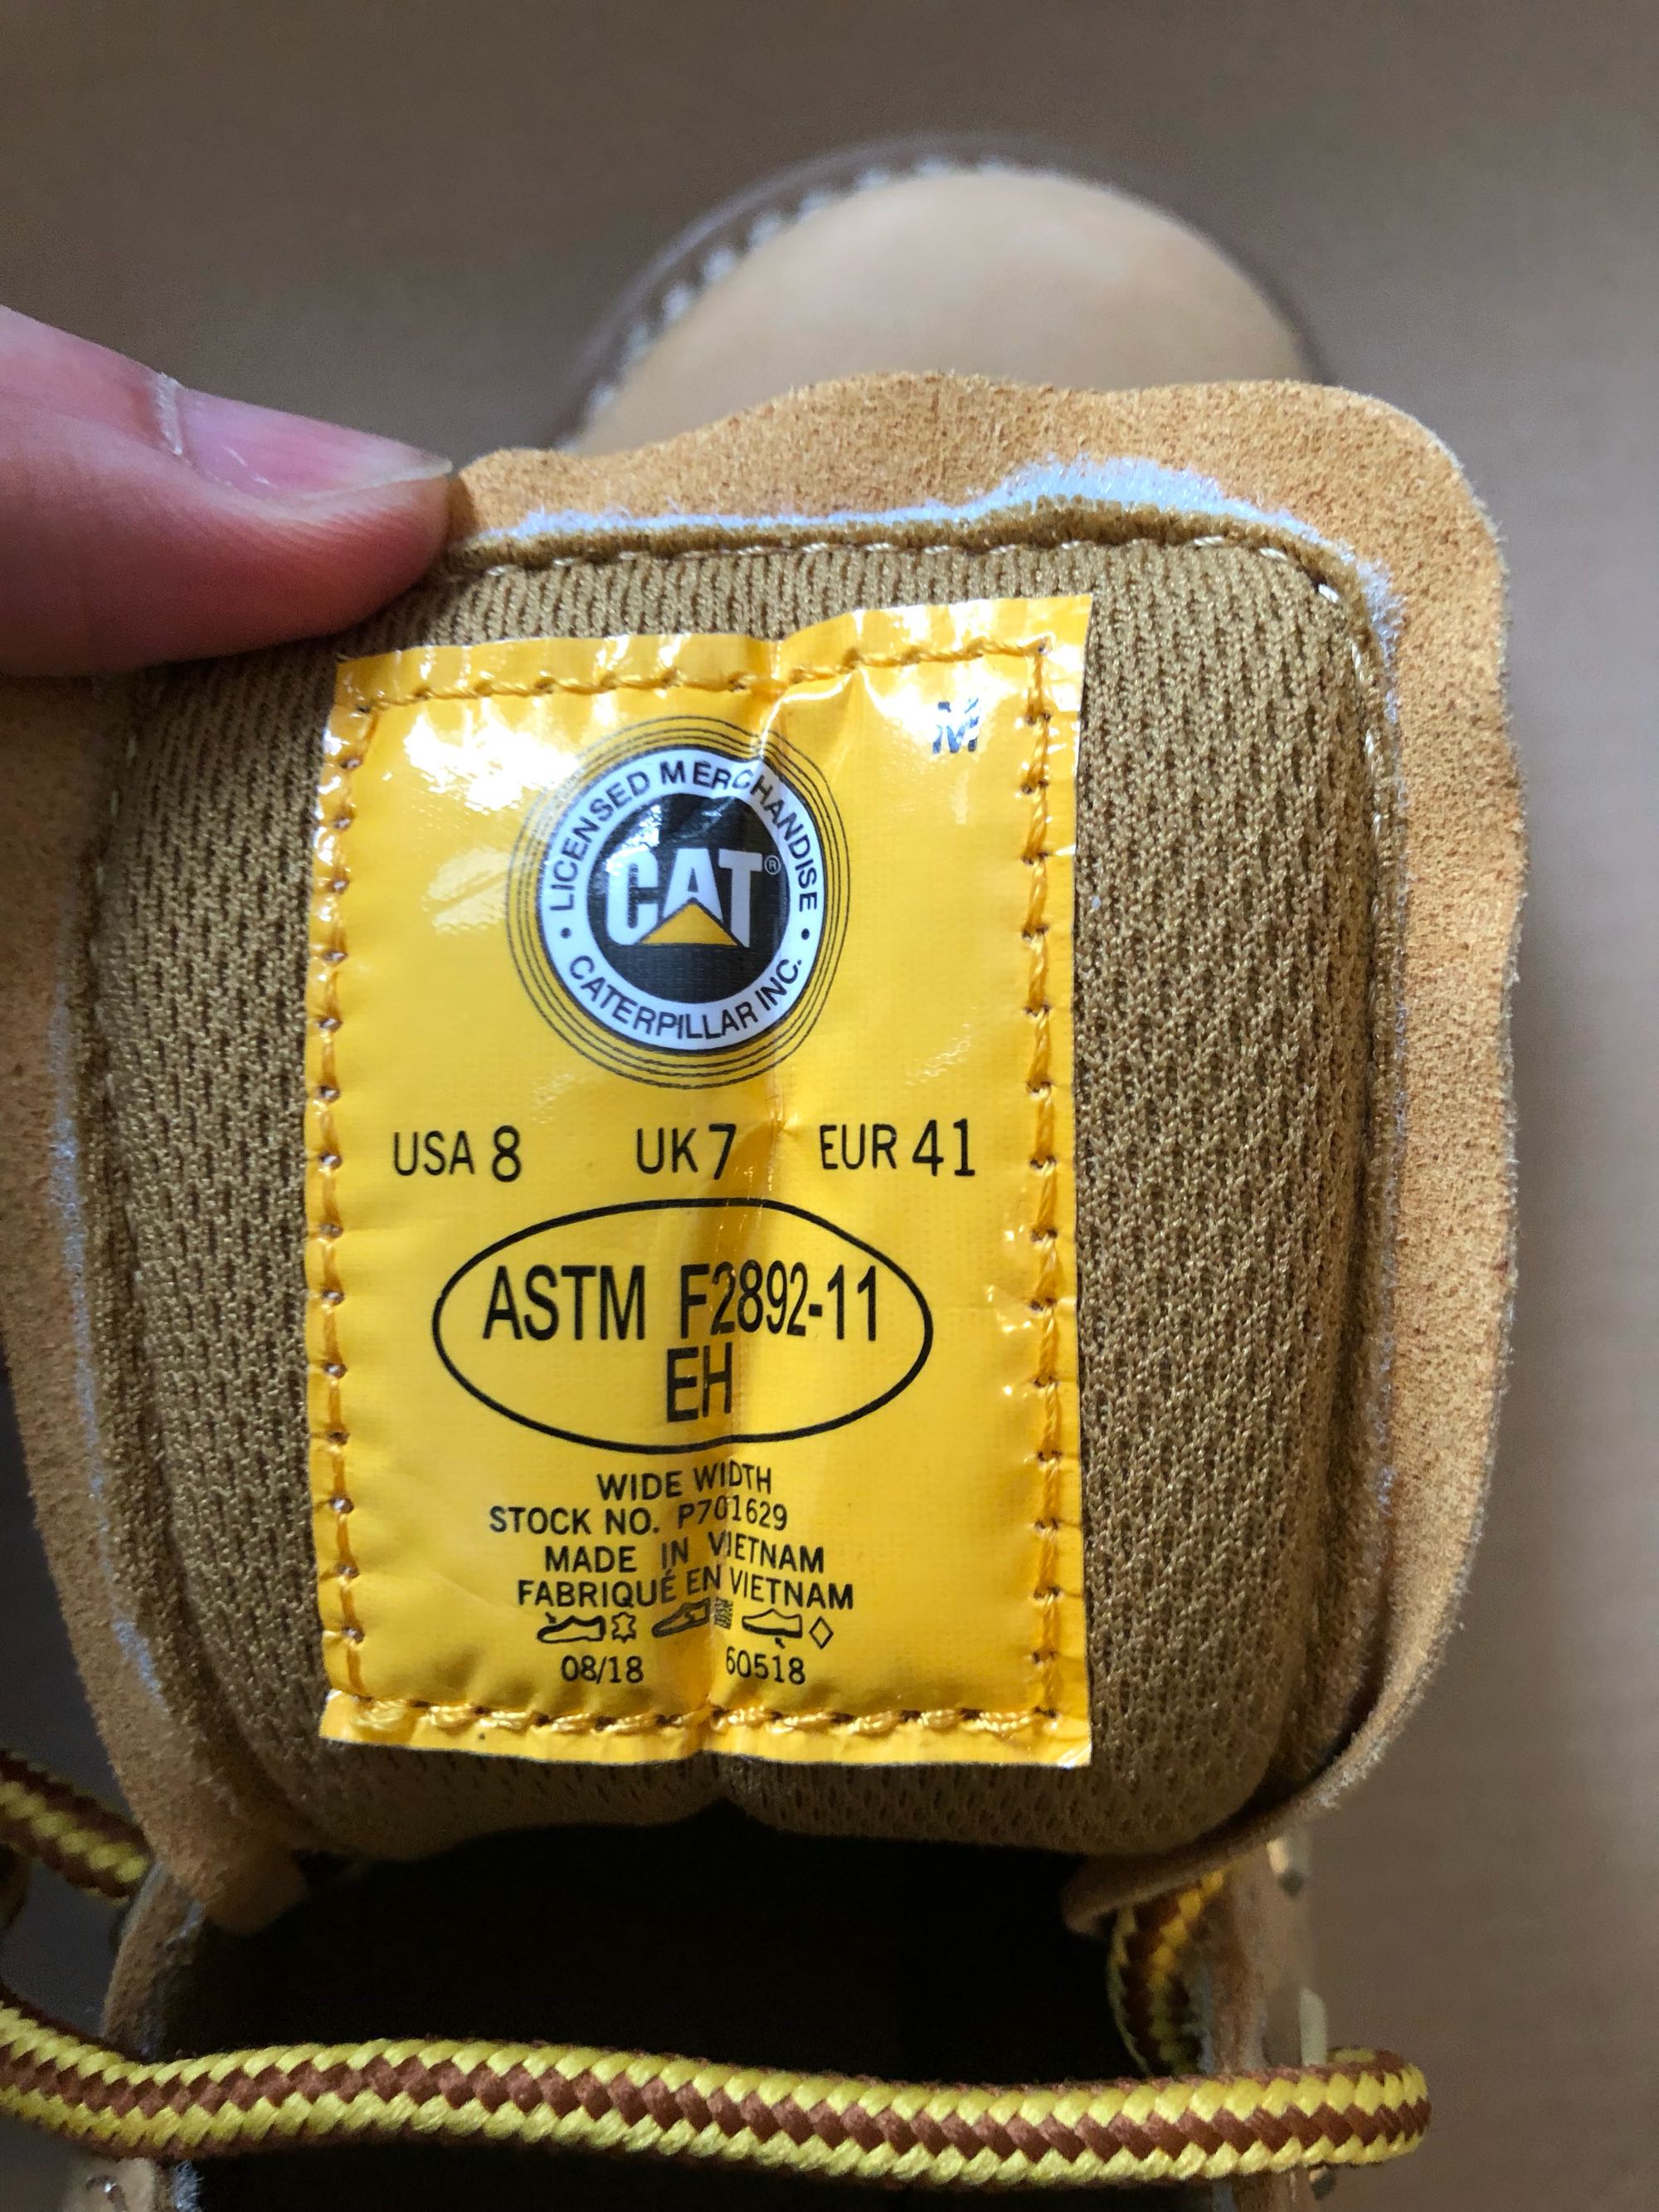 M
LICENSED MERCHANDISE
CAT®
• CATERPILLAR INC. •
USA 8 UK 7 EUR 41
ASTM F2892-11
EH
WIDE WIDTH
STOCK NO. P701629
MADE IN VIETNAM
FABRIQUÉ EN VIETNAM
08/18 60518